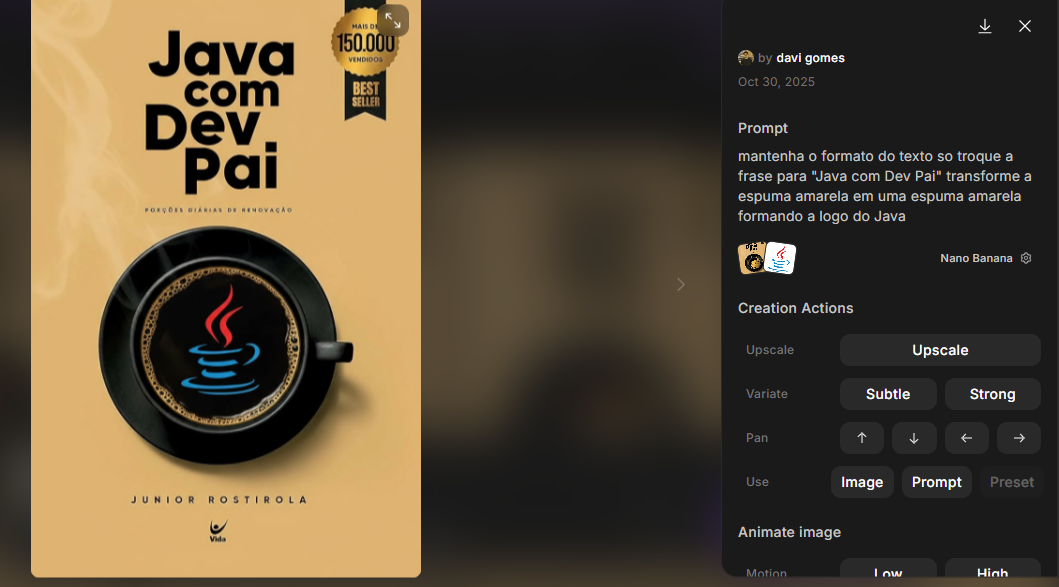 Java
com
Dev
Pai
MAIS DE
150.000
VENDIDOS
BEST
SELLER
PORÇÕES DIÁRIAS DE RENOVAÇÃO
JUNIOR ROSTIROLA
Vida
by davi gomes
Oct 30, 2025
Prompt
mantenha o formato do texto so troque a
frase para "Java com Dev Pai" transforme a
espuma amarela em uma espuma amarela
formando a logo do Java
Nano Banana
Creation Actions
Upscale
Upscale
Variate
Subtle
Strong
Pan
Use
Image
Prompt
Preset
Animate image
Motion
Low
High